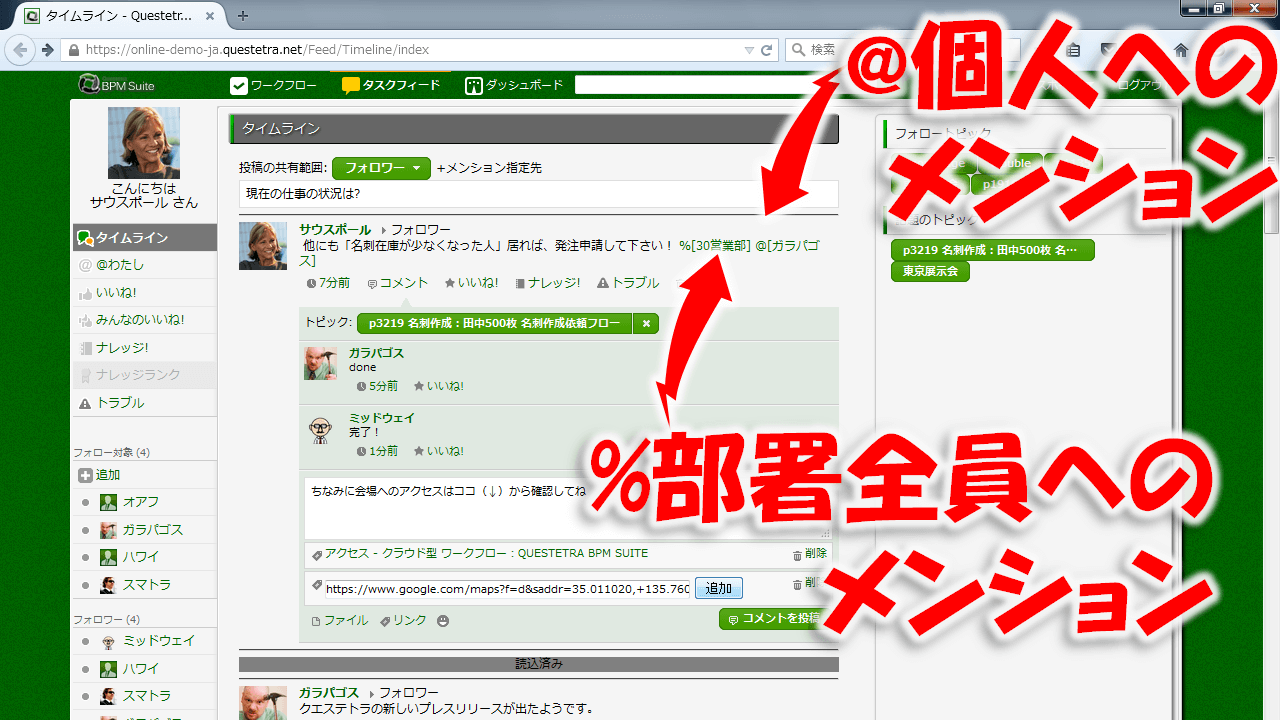 タイムライン - Questetr...
https://online-demo-ja.questetra.net/Feed/Timeline/index
検索
BPM Suite
ワークフロー
タスクフィード
ダッシュボード
ログアウ
@個人への
メンション
こんにちは
サウスポール さん
タイムライン
@わたし
いいね!
みんなのいいね!
ナレッジ!
ナレッジランク
トラブル
フォロー対象 (4)
追加
オアフ
ガラパゴス
ハワイ
スマトラ
フォロワー (4)
ミッドウェイ
ハワイ
スマトラ
タイムライン
投稿の共有範囲: フォロワー +メンション指定先
現在の仕事の状況は?
サウスポール フォロワー
他にも「名刺在庫が少なくなった人」居れば、発注申請して下さい！ %[30営業部] @[ガラパゴ
ス]
7分前 コメント いいね! ナレッジ! トラブル
トピック: p3219 名刺作成：田中500枚 名刺作成依頼フロー ×
ガラパゴス
done
5分前 いいね!
ミッドウェイ
完了！
1分前 いいね!
ちなみに会場へのアクセスはココ（↓）から確認してね
アクセス - クラウド型 ワークフロー : QUESTETRA BPM SUITE 削除
https://www.google.com/maps?f=d&saddr=35.011020,+135.760 追加
ファイル リンク
コメントを投稿
読込済み
ガラパゴス フォロワー
クエステトラの新しいプレスリリースが出たようです。
フォロートピック
のトピック
p3219 名刺作成：田中500枚 名…
東京展示会
%部署全員への
メンション